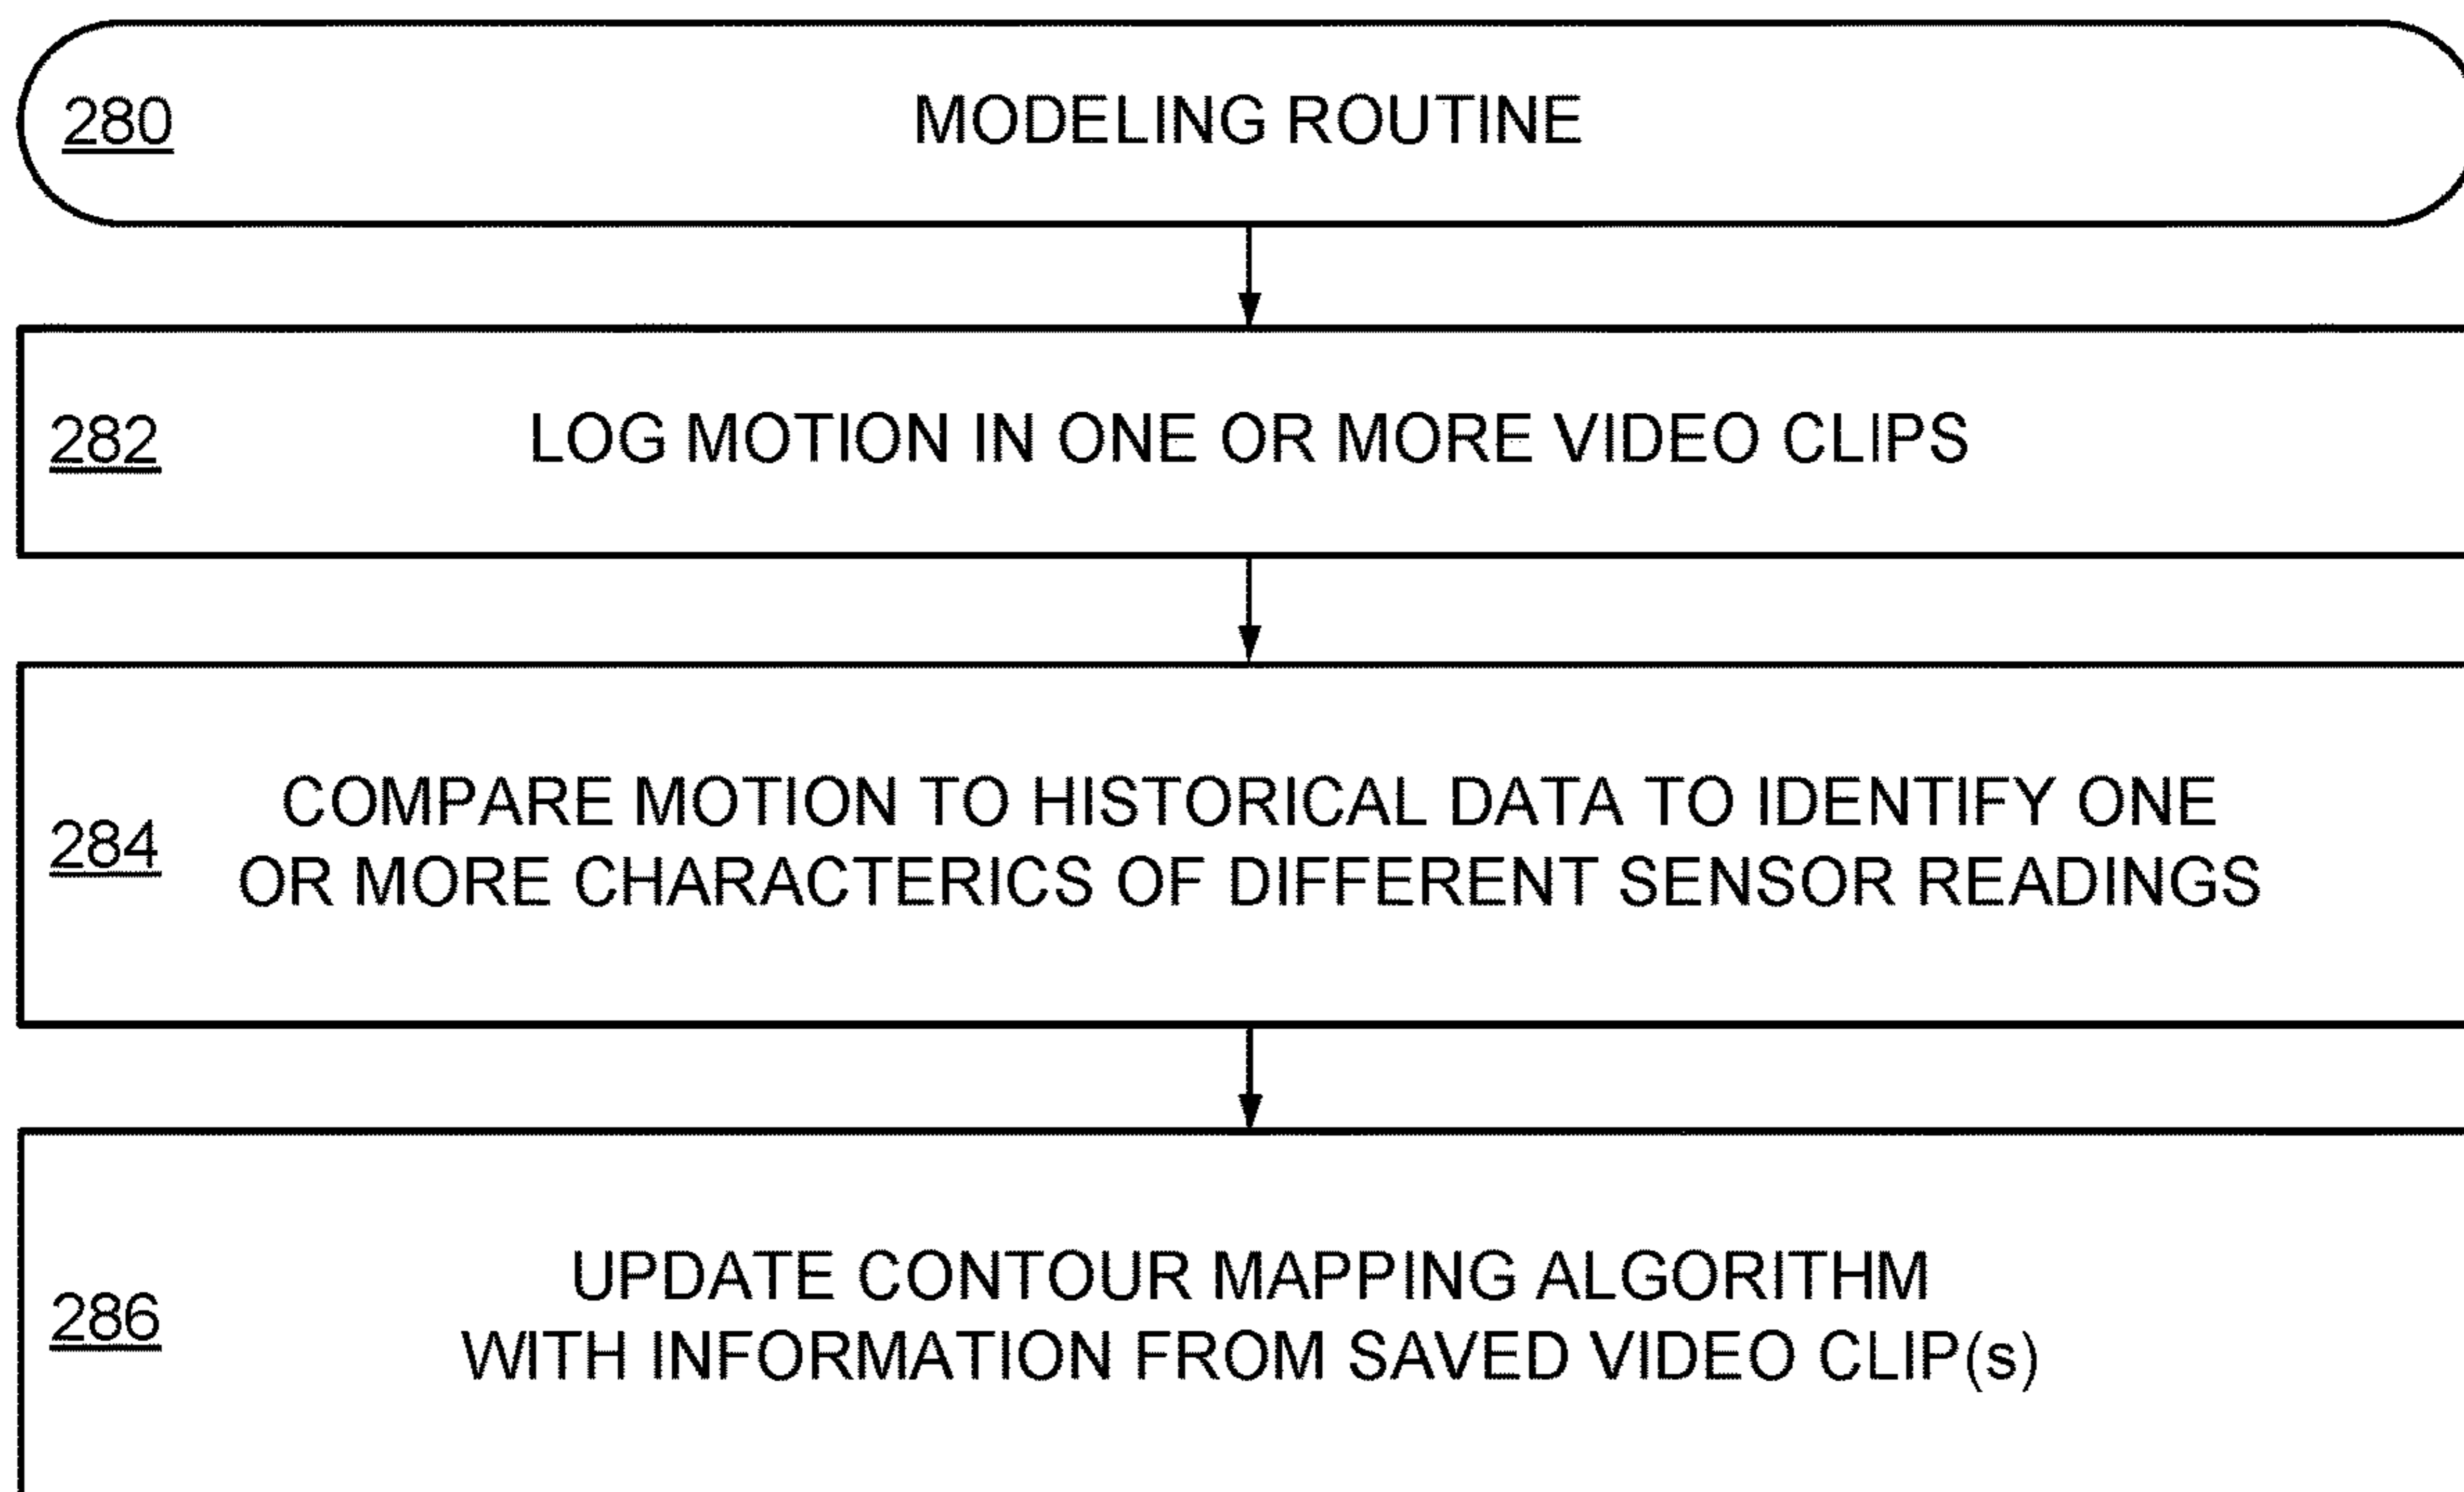 280 MODELING ROUTINE
282 LOG MOTION IN ONE OR MORE VIDEO CLIPS
COMPARE MOTION TO HISTORICAL DATA TO IDENTIFY ONE
284
OR MORE CHARACTERICS OF DIFFERENT SENSOR READINGS
UPDATE CONTOUR MAPPING ALGORITHM
286
WITH INFORMATION FROM SAVED VIDEO CLIP(s)